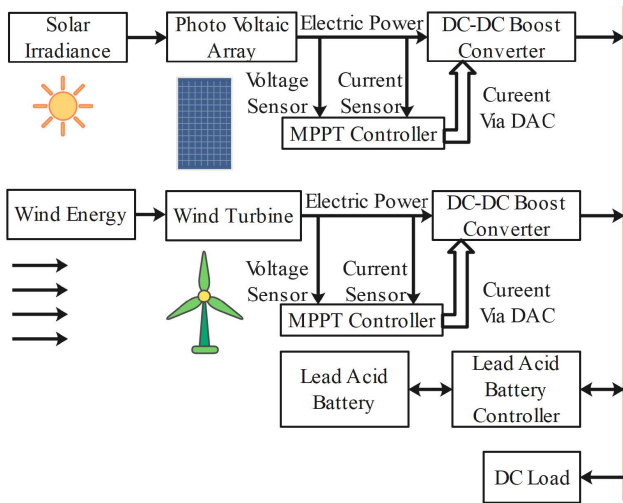 Solar
Irradiance
Photo Voltaic
Array
Electric Power
DC-DC Boost
Converter
Voltage
Sensor
Current
Sensor
Cureent
Via DAC
MPPT Controller
Wind Energy
Wind Turbine
Electric Power
DC-DC Boost
Converter
Voltage
Sensor
Current
Sensor
Cureent
Via DAC
MPPT Controller
Lead Acid
Battery
Lead Acid
Battery
Controller
DC Load